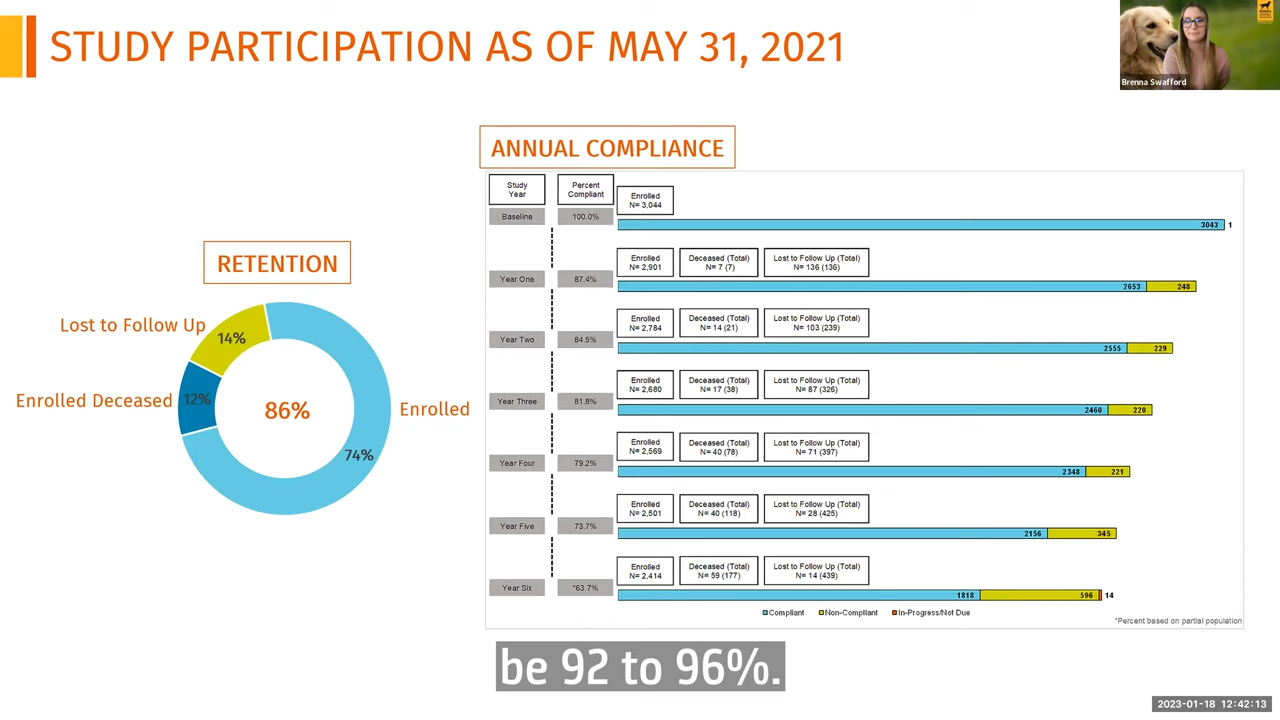 STUDY PARTICIPATION AS OF MAY 31, 2021
Brenna Swafford
ANNUAL COMPLIANCE
RETENTION
Lost to Follow Up
14%
Enrolled Deceased
12%
86%
Enrolled
74%
Study
Year
Percent
Compliant
Enrolled
N= 3,044
Baseline
100.0%
3043
1
Enrolled
N= 2,901
Deceased (Total)
N= 7 (7)
Lost to Follow Up (Total)
N= 136 (136)
Year One
87.4%
2653
248
Enrolled
N= 2,784
Deceased (Total)
N= 14 (21)
Lost to Follow Up (Total)
N= 103 (239)
Year Two
84.5%
2555
229
Enrolled
N= 2,680
Deceased (Total)
N= 17 (38)
Lost to Follow Up (Total)
N= 87 (326)
Year Three
81.8%
2460
220
Enrolled
N= 2,569
Deceased (Total)
N= 40 (78)
Lost to Follow Up (Total)
N= 71 (397)
Year Four
79.2%
2348
221
Enrolled
N= 2,501
Deceased (Total)
N= 40 (118)
Lost to Follow Up (Total)
N= 28 (425)
Year Five
73.7%
2156
345
Enrolled
N= 2,414
Deceased (Total)
N= 59 (177)
Lost to Follow Up (Total)
N= 14 (439)
Year Six
*63.7%
1818
596
14
Compliant Non-Compliant In-Progress/Not Due
*Percent based on partial population
be 92 to 96%.
2023-01-18 12:42:13